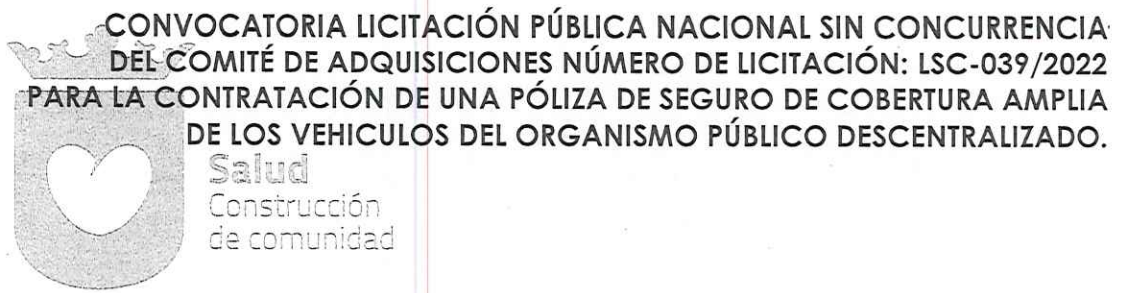 CONVOCATORIA LICITACIÓN PÚBLICA NACIONAL SIN CONCURRENCIA
DEL COMITÉ DE ADQUISICIONES NÚMERO DE LICITACIÓN: LSC-039/2022
PARA LA CONTRATACIÓN DE UNA PÓLIZA DE SEGURO DE COBERTURA AMPLIA
DE LOS VEHICULOS DEL ORGANISMO PÚBLICO DESCENTRALIZADO.
Salud
Construcción
de comunidad